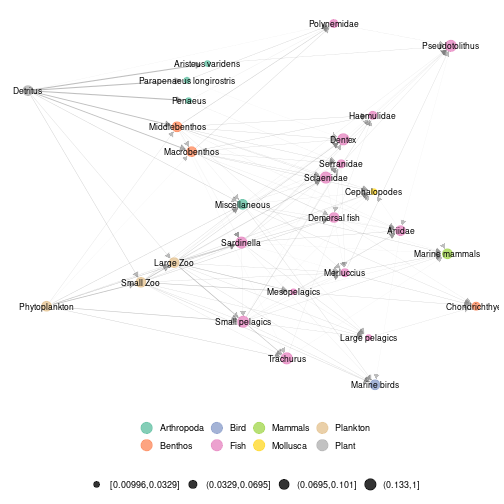 Polynemidae
Pseudotolithus
Aristeus varidens
Parapenaeus longirostris
Detritus
Penaeus
Haemulidae
Middlebenthos
Dentex
Macrobenthos
Serranidae
Sciaenidae
Cephalopodes
Miscellaneous
Demersal fish
Ariidae
Sardinella
Marine mammals
Large Zoo
Merluccius
Small Zoo
Mesopelagics
Phytoplankton
Chondrichthye
Small pelagics
Large pelagics
Trachurus
Marine birds
Arthropoda Bird Mammals Plankton
Benthos Fish Mollusca Plant
[0.00996,0.0329] (0.0329,0.0695] (0.0695,0.101] (0.133,1]